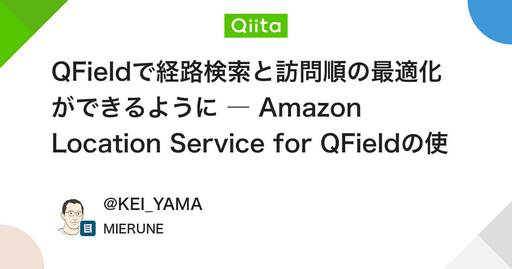 Qiita
QFieldで経路検索と訪問順の最適化
ができるように ― Amazon
Location Service for QFieldの使
@KEI_YAMA
MIERUNE